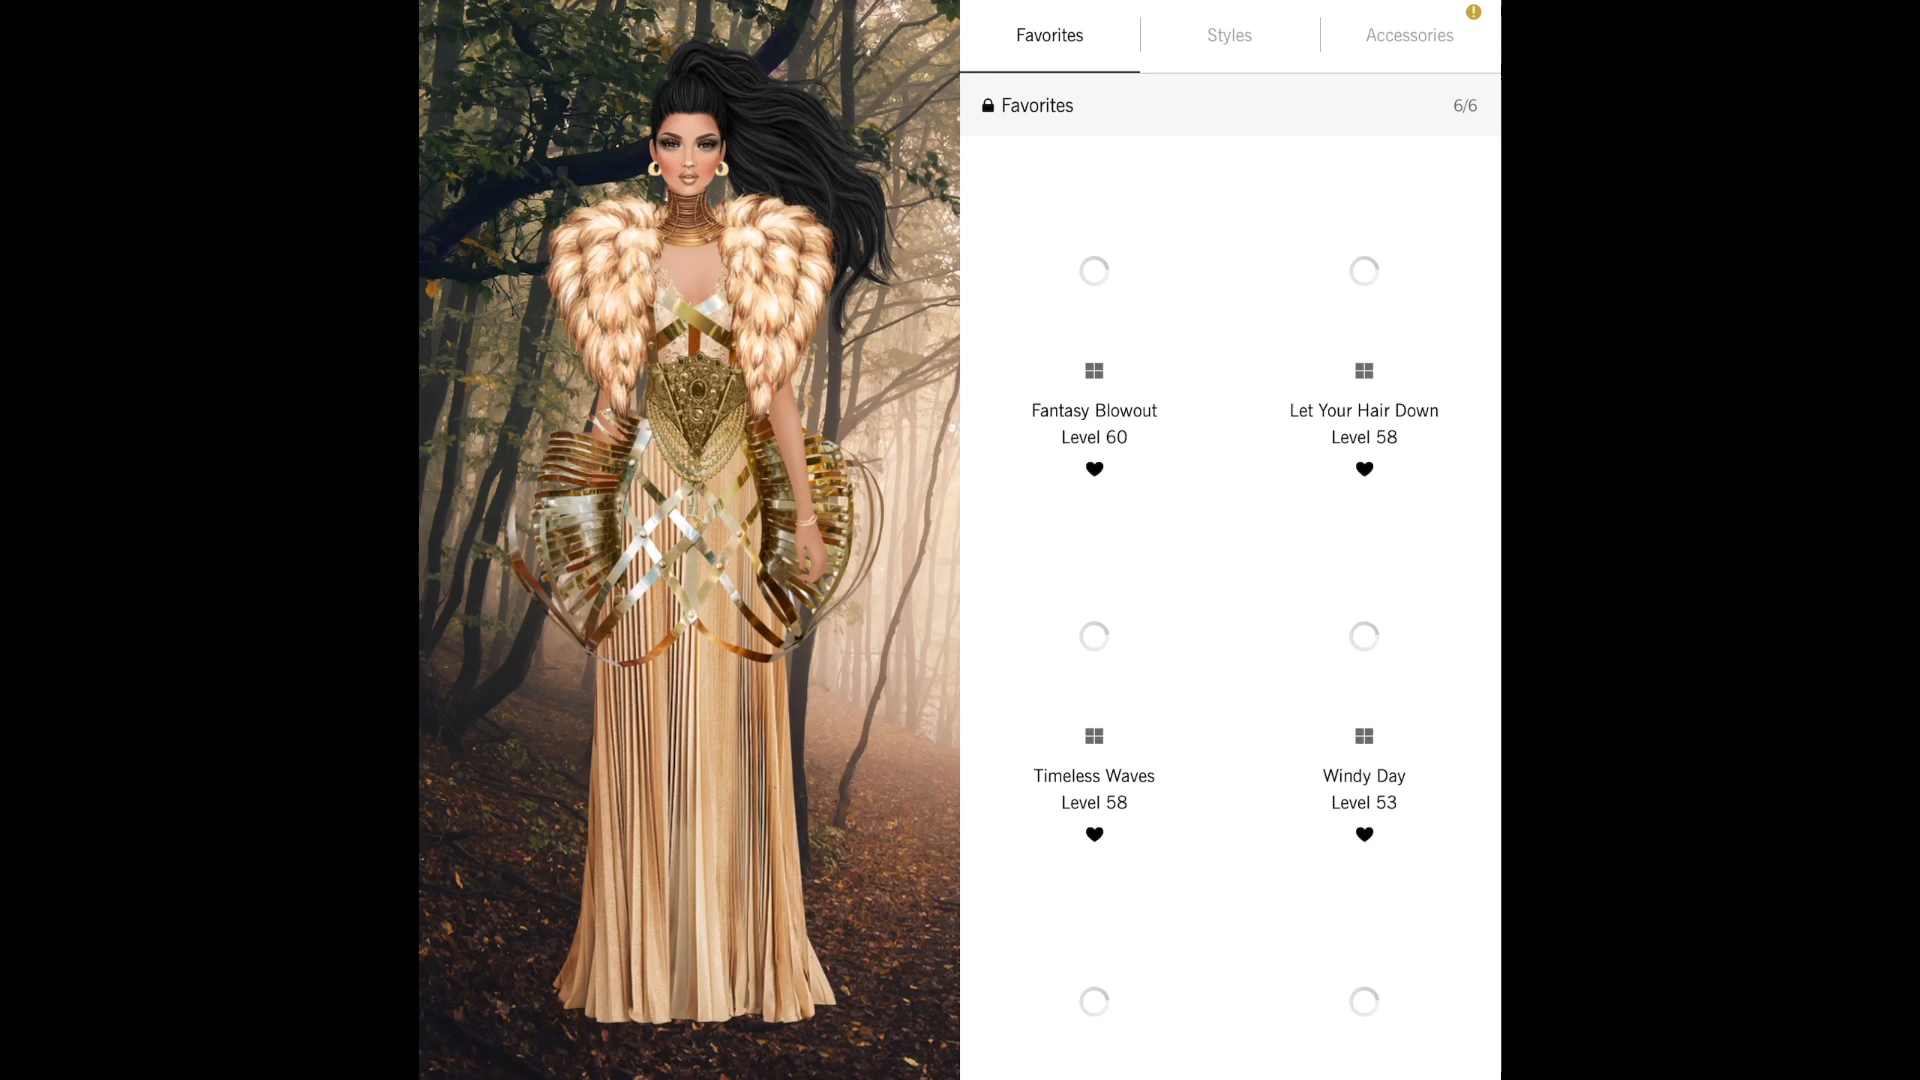 Favorites
Styles
Accessories
Favorites
6/6
Fantasy Blowout
Level 60
Let Your Hair Down
Level 58
Timeless Waves
Level 58
Windy Day
Level 53